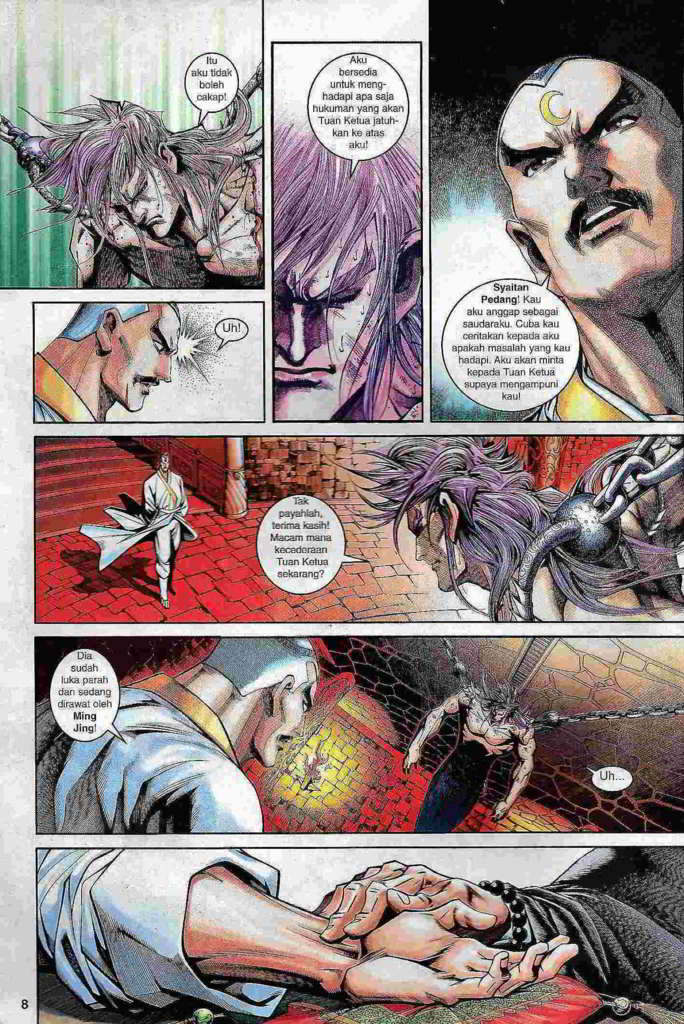 Itu
aku tidak
boleh
cakap!
Aku
bersedia
untuk meng-
hadapi apa saja
hukuman yang akan
Tuan Ketua jatuh-
kan ke atas
aku!
Syaitan
Pedang! Kau
aku anggap sebagai
saudaraku. Cuba kau
ceritakan kepada aku
apakah masalah yang kau
hadapi. Aku akan minta
kepada Tuan Ketua
supaya mengampuni
kau!
Uh!
Tak
payahlah,
terima kasih!
Macam mana
kecederaan
Tuan Ketua
sekarang?
Dia
sudah
luka parah
dan sedang
dirawat oleh
Ming
Jing!
Uh...
8